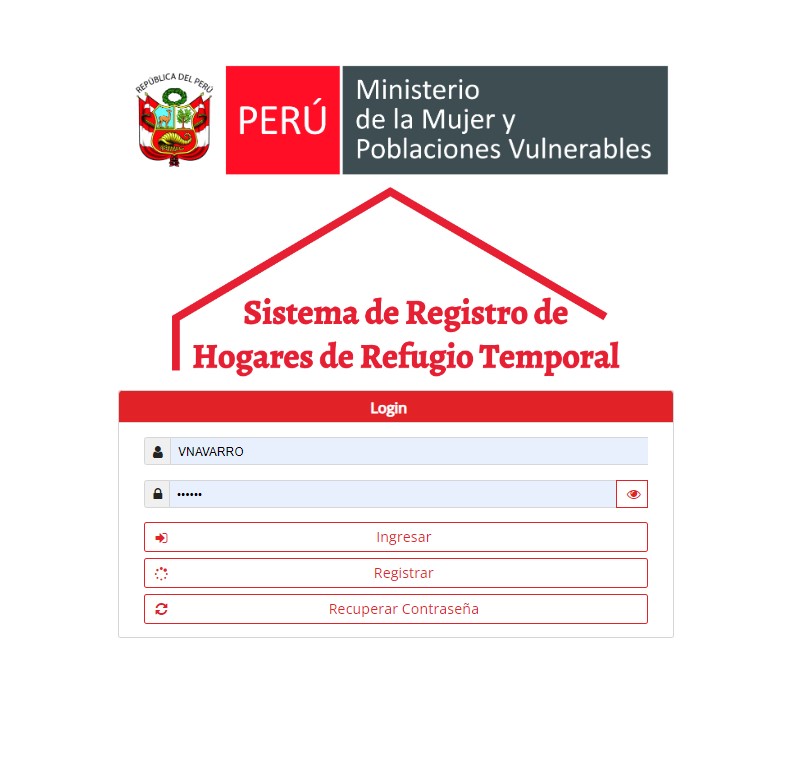 REPÚBLICA DEL PERÚ
PERÚ
Ministerio
de la Mujer y
Poblaciones Vulnerables
Sistema de Registro de
Hogares de Refugio Temporal
Login
VNAVARRO
••••••
Ingresar
Registrar
Recuperar Contraseña